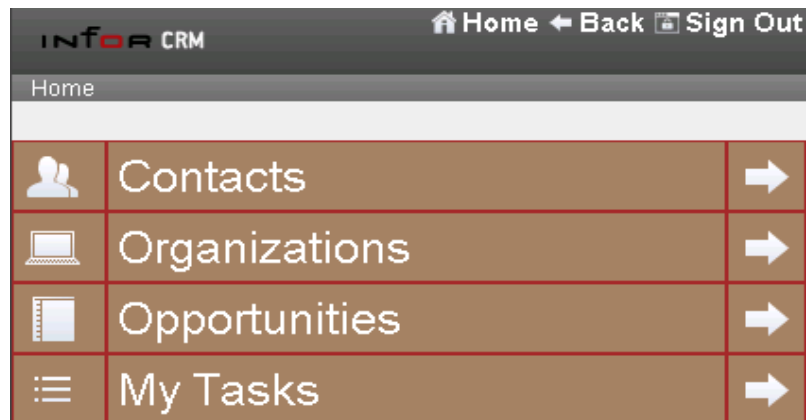 Home Back Sign Out
infor CRM
Home
Contacts
Organizations
Opportunities
My Tasks